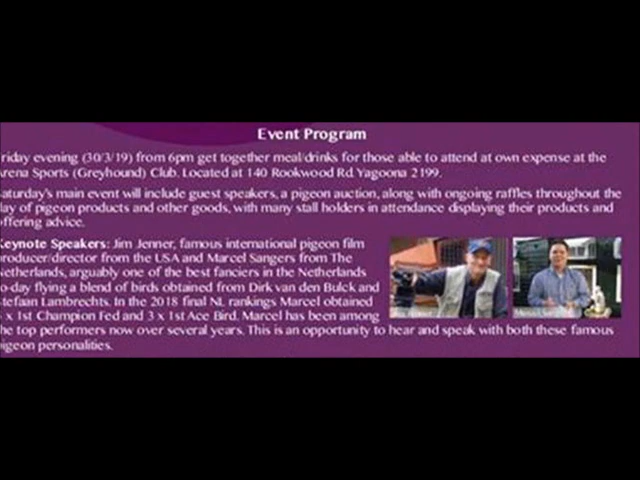 Event Program
riday evening (30/3/19) from 6pm get together meal/drinks for those able to attend at own expense at the
rena Sports (Greyhound) Club. Located at 140 Rookwood Rd Yagoona 2199.
aturday's main event will include guest speakers, a pigeon auction, along with ongoing raffles throughout the
ay of pigeon products and other goods, with many stall holders in attendance displaying their products and
ffering advice.
eynote Speakers: Jim Jenner, famous international pigeon film
roducer/director from the USA and Marcel Sangers from The
etherlands, arguably one of the best fanciers in the Netherlands
o-day flying a blend of birds obtained from Dirk van den Bulck and
tefaan Lambrechts. In the 2018 final NL rankings Marcel obtained
x 1st Champion Fed and 3 x 1st Ace Bird. Marcel has been among
he top performers now over several years. This is an opportunity to hear and speak with both these famous
igeon personalities.